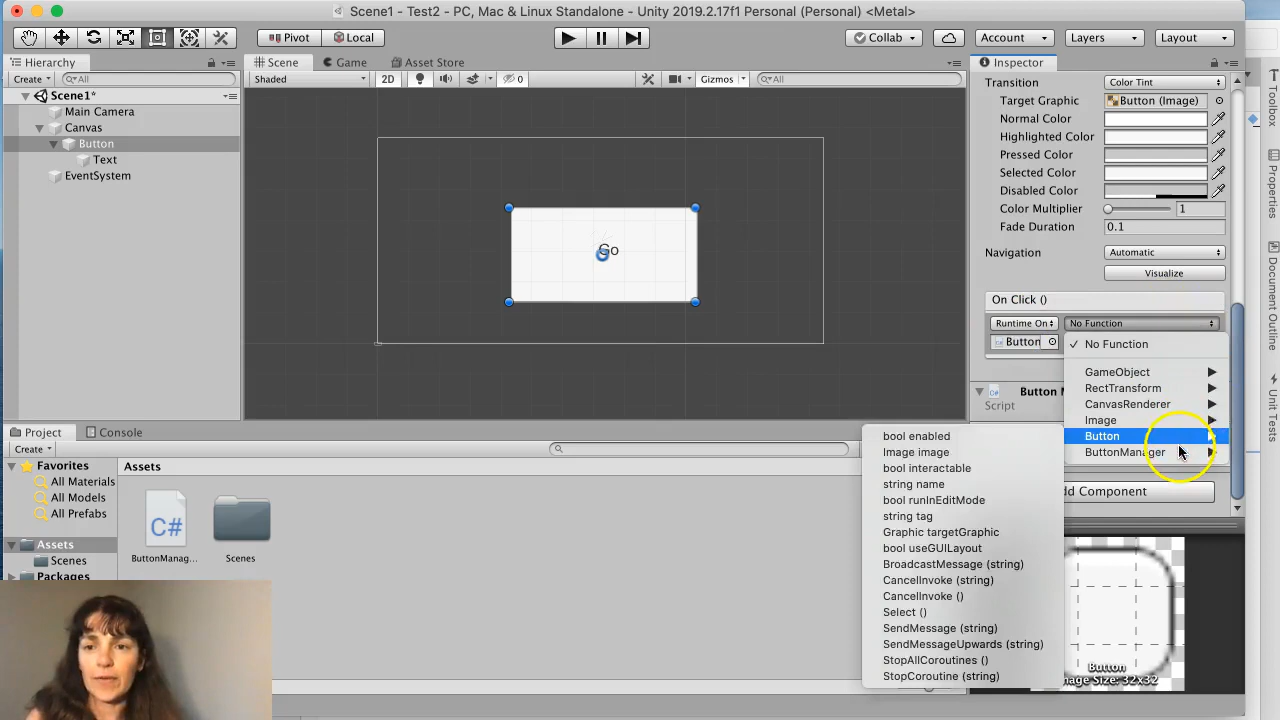 Scene1 - Test2 - PC, Mac & Linux Standalone - Unity 2019.2.17f1 Personal (Personal) <Metal>
Pivot
Local
Collab
Account
Layers
Layout
Hierarchy
Create
All
Scene1*
Main Camera
Canvas
Button
Text
EventSystem
Scene
Game
Asset Store
Shaded
2D
0
Gizmos
All
Go
Inspector
Transition
Color Tint
Target Graphic
Button (Image)
Normal Color
Highlighted Color
Pressed Color
Selected Color
Disabled Color
Color Multiplier
1
Fade Duration
0.1
Navigation
Automatic
Visualize
On Click ()
Runtime On
No Function
Button
✓ No Function
GameObject
RectTransform
CanvasRenderer
Image
Button
ButtonManager
Button M
Script
dd Component
bool enabled
Image image
bool interactable
string name
bool runInEditMode
string tag
Graphic targetGraphic
bool useGUILayout
BroadcastMessage (string)
CancelInvoke (string)
CancelInvoke ()
Select ()
SendMessage (string)
SendMessageUpwards (string)
StopAllCoroutines ()
StopCoroutine (string)
Project
Console
Create
Favorites
All Materials
All Models
All Prefabs
Assets
Scenes
Packages
Assets
C#
ButtonManag...
Scenes
Button
mage Size: 32x32
Toolbox
Properties
Document Outline
Unit Tests